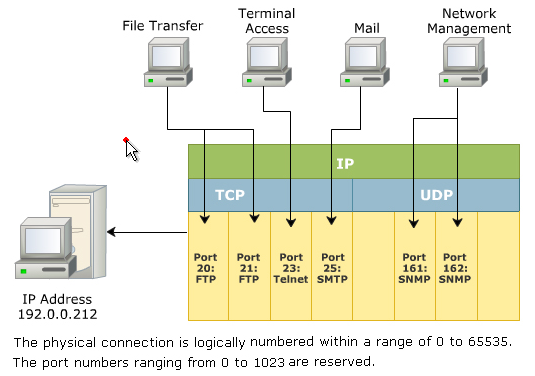 File Transfer
Terminal
Access
Mail
Network
Management
IP
TCP
UDP
Port
20:
FTP
Port
21:
FTP
Port
23:
Telnet
Port
25:
SMTP
Port
161:
SNMP
Port
162:
SNMP
IP Address
192.0.0.212
The physical connection is logically numbered within a range of 0 to 65535.
The port numbers ranging from 0 to 1023 are reserved.